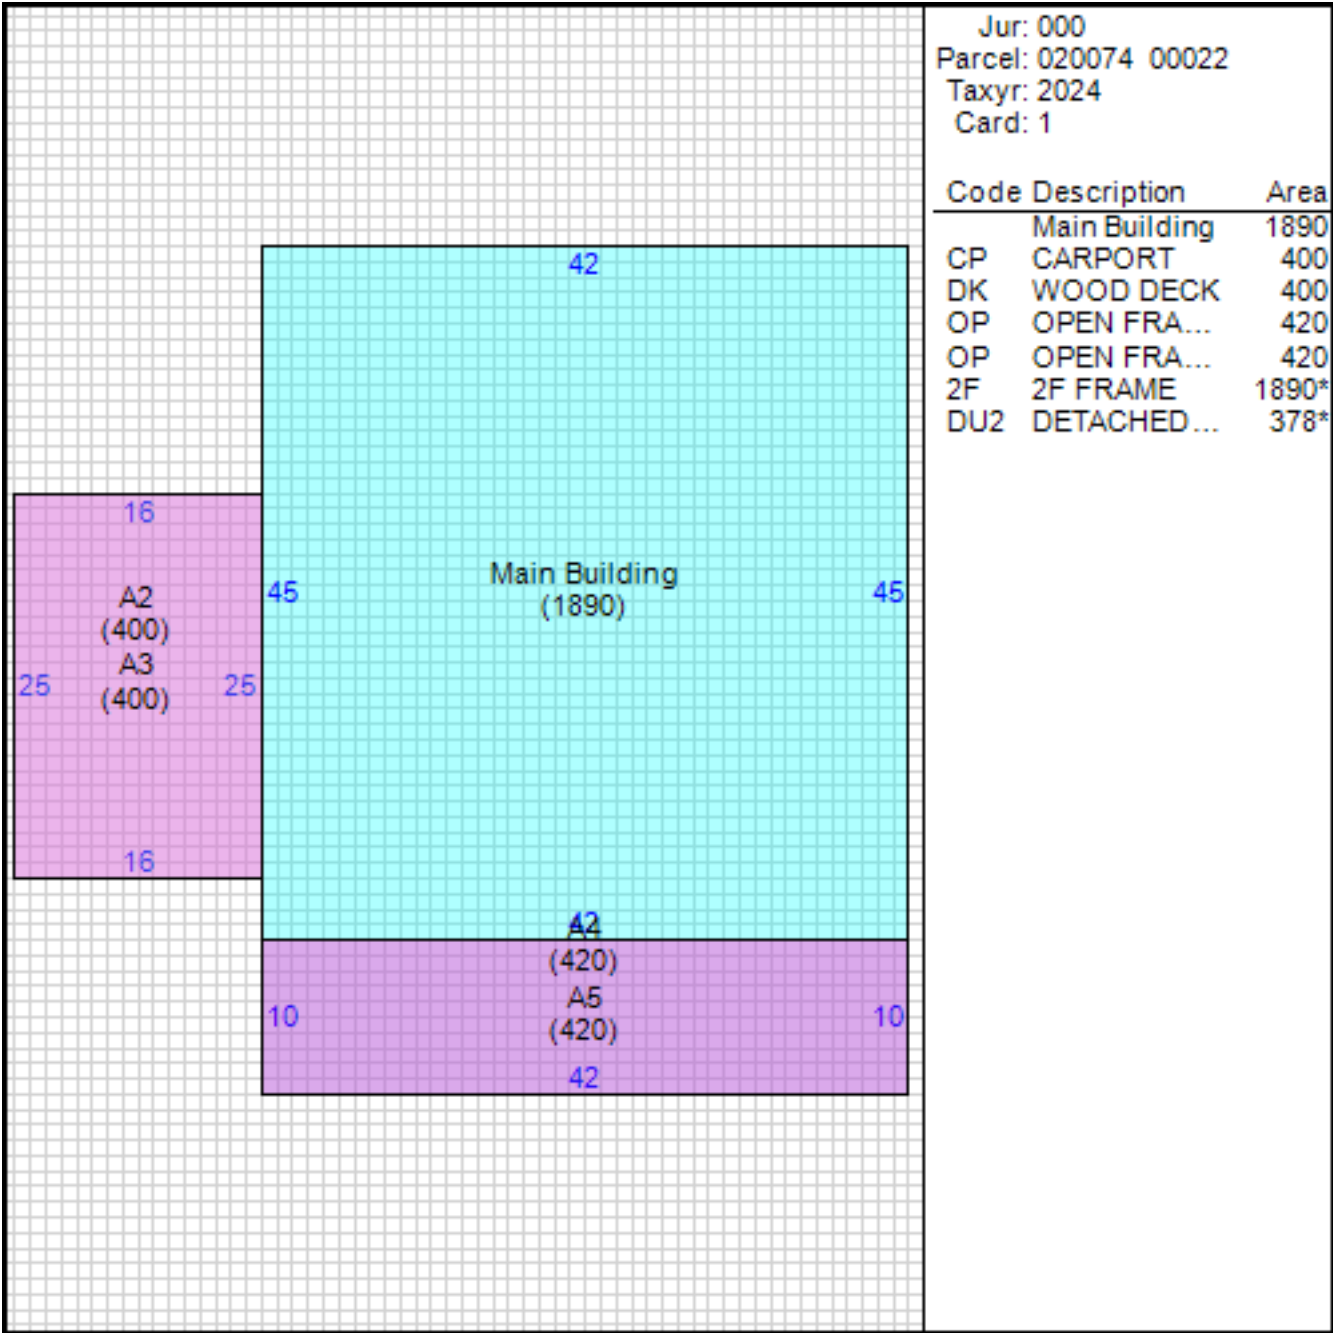 Jur: 000
Parcel: 020074 00022
Taxyr: 2024
Card: 1
Code Description Area
Main Building 1890
CP CARPORT 400
DK WOOD DECK 400
OP OPEN FRA... 420
OP OPEN FRA... 420
2F 2F FRAME 1890*
DU2 DETACHED... 378*
42
16
Main Building
45 45
(1890)
A2
(400)
A3
25 25
(400)
16
42
A4
(420)
A5
10 10
(420)
42